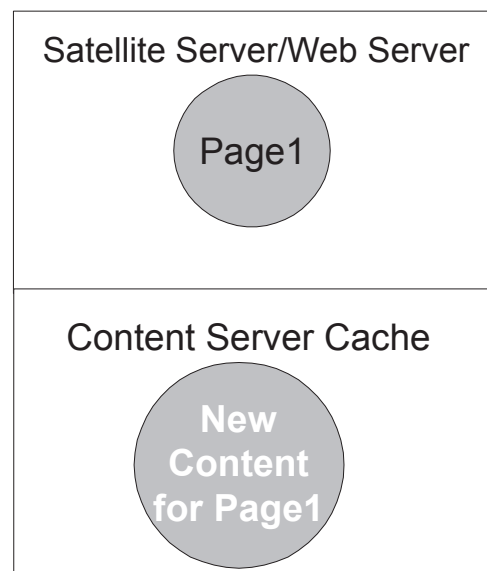 Satellite Server/Web Server
Page1
Content Server Cache
New
Content
for Page1